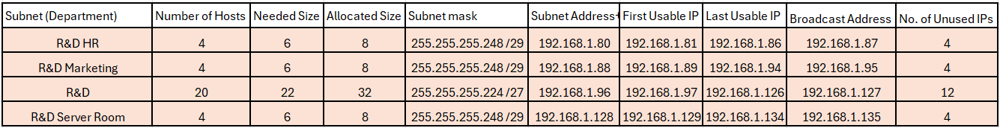 Subnet (Department) Number of Hosts Needed Size Allocated Size Subnet mask Subnet Address First Usable IP Last Usable IP Broadcast Address No. of Unused IPs
R&D HR 4 6 8 255.255.255.248 /29 192.168.1.80 192.168.1.81 192.168.1.86 192.168.1.87 4
R&D Marketing 4 6 8 255.255.255.248 /29 192.168.1.88 192.168.1.89 192.168.1.94 192.168.1.95 4
R&D 20 22 32 255.255.255.224 /27 192.168.1.96 192.168.1.97 192.168.1.126 192.168.1.127 12
R&D Server Room 4 6 8 255.255.255.248 /29 192.168.1.128 192.168.1.129 192.168.1.134 192.168.1.135 4